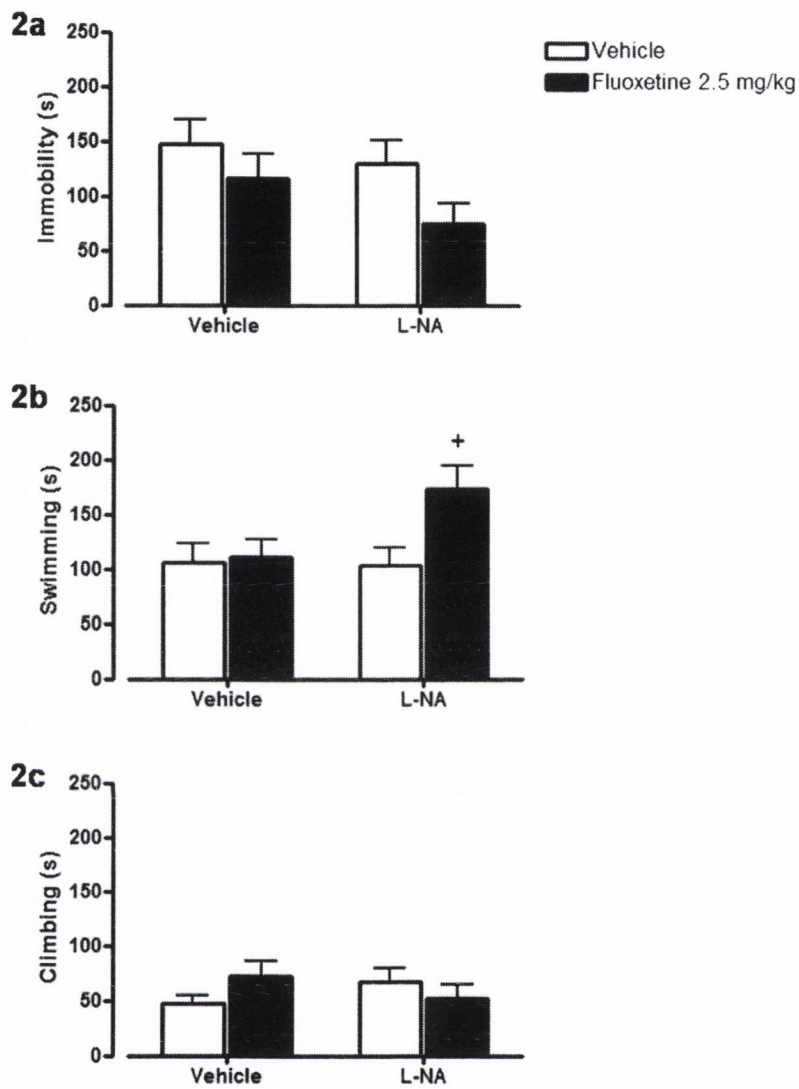 2a
Vehicle
Fluoxetine 2.5 mg/kg
Immobility (s)
250
200
150
100
50
0
Vehicle L-NA
2b
Swimming (s)
250
200
150
100
50
0
+
Vehicle L-NA
2c
Climbing (s)
250
200
150
100
50
0
Vehicle L-NA